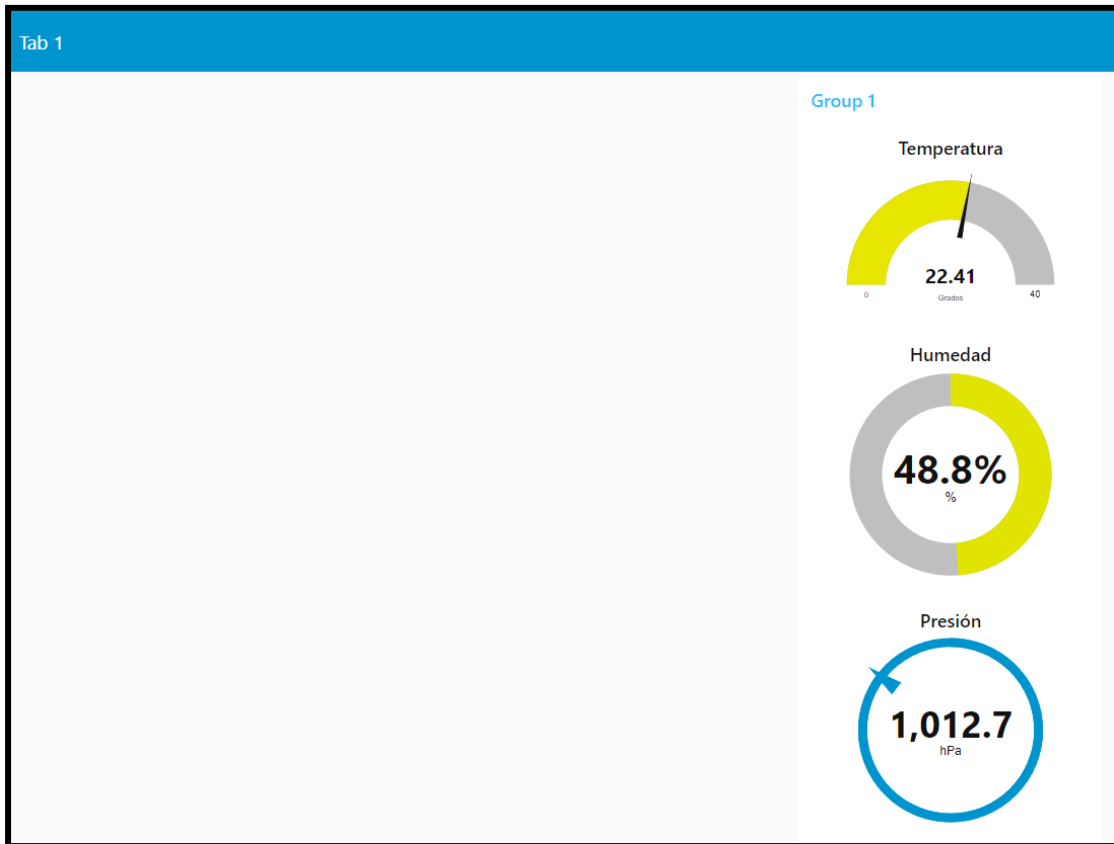 Tab 1
Group 1
Temperatura
22.41
0
Grados
40
Humedad
48.8%
%
Presión
1,012.7
hPa